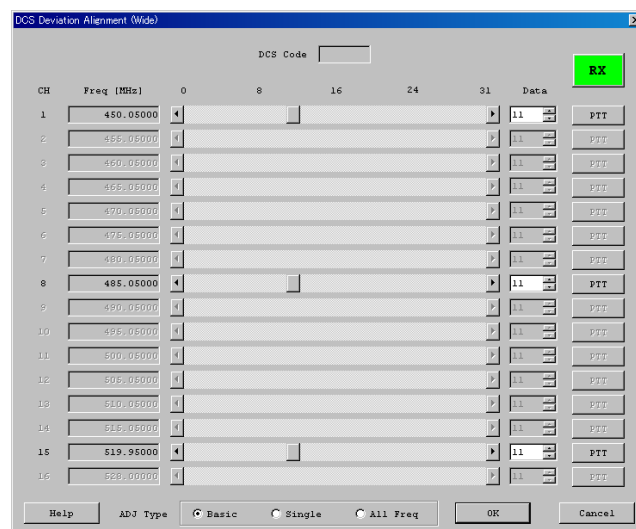 DCS Deviation Alignment (Wide)
DCS Code
RX
CH Freq [MHz] 0 8 16 24 31 Data
1 450.05000 11 PTT
2 455.05000 11 PTT
3 460.05000 11 PTT
4 465.05000 11 PTT
5 470.05000 11 PTT
6 475.05000 11 PTT
7 480.05000 11 PTT
8 485.05000 11 PTT
9 490.05000 11 PTT
10 495.05000 11 PTT
11 500.05000 11 PTT
12 505.05000 11 PTT
13 510.05000 11 PTT
14 515.05000 11 PTT
15 519.95000 11 PTT
16 528.00000 11 PTT
Help ADJ Type Basic Single All Freq OK Cancel